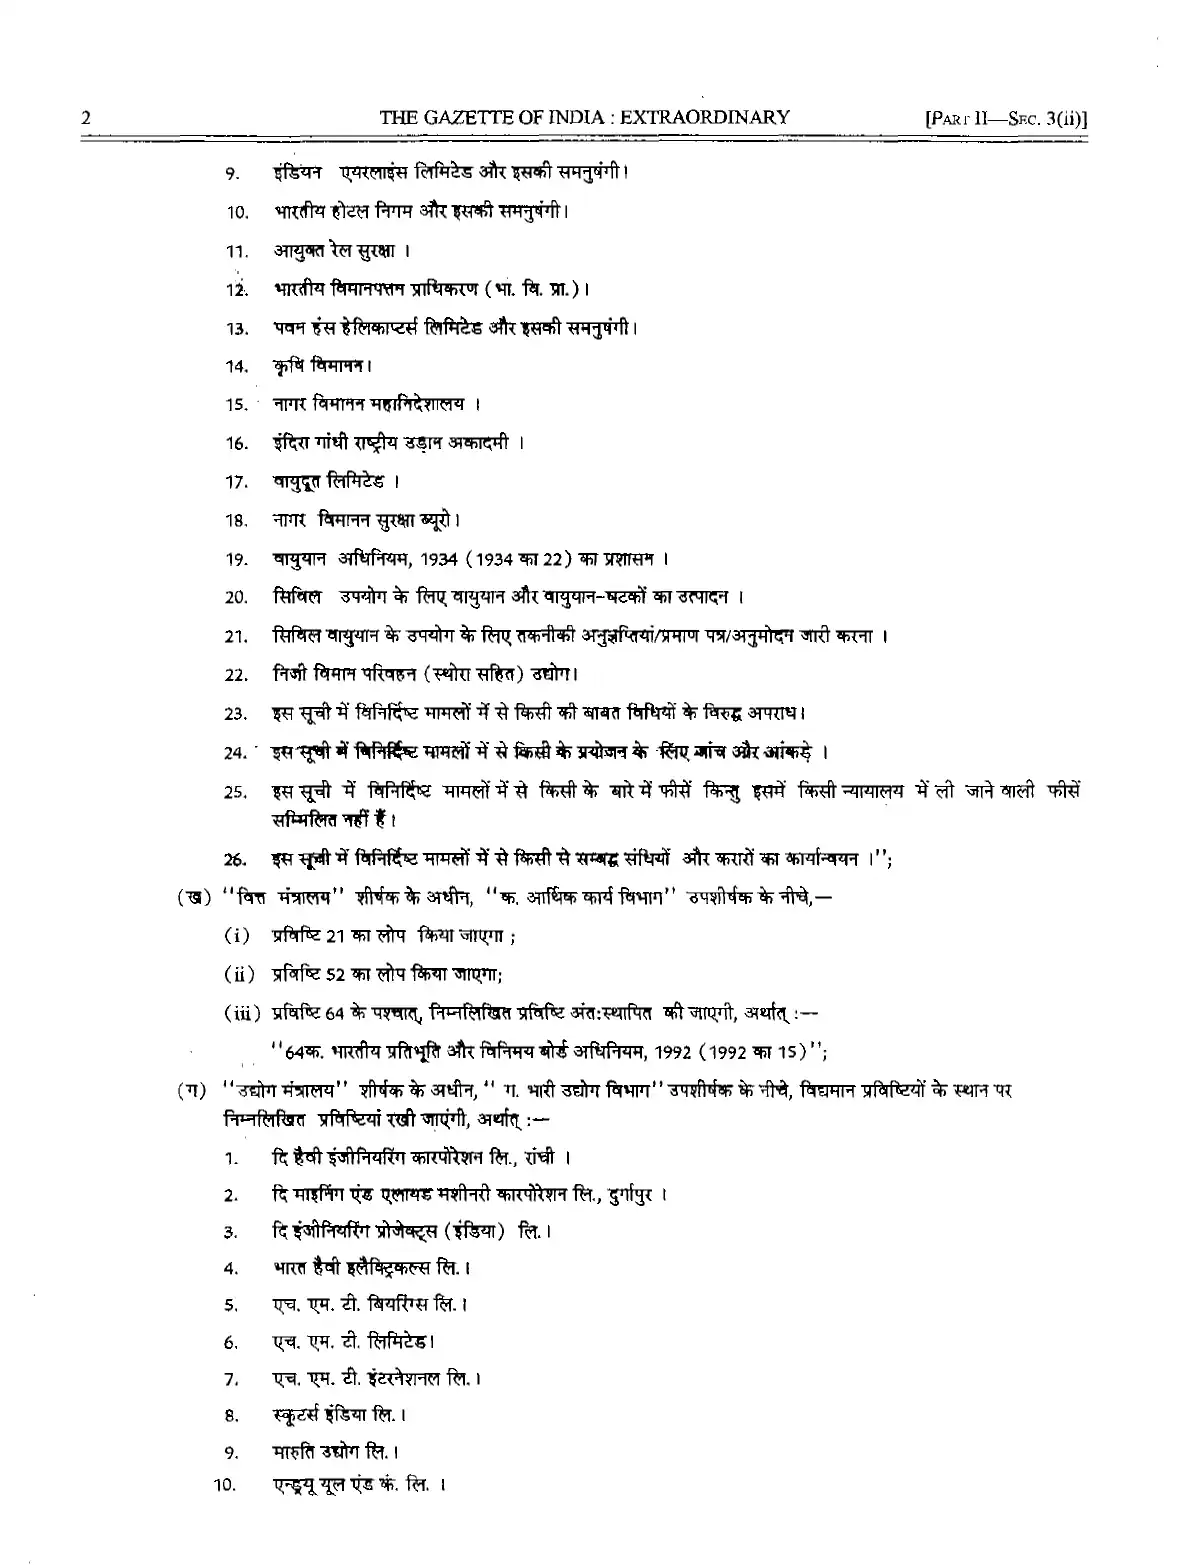 2 THE GAZETTE OF INDIA : EXTRAORDINARY [PART II—SEC. 3(ii)]
9. इंडियन एयरलाइंस लिमिटेड और इसकी समनुषंगी।
10. भारतीय होटल निगम और इसकी समनुषंगी।
11. आयुक्त रेल सुरक्षा ।
12. भारतीय विमानपत्तन प्राधिकरण (भा. वि. प्रा.)।
13. पवन हंस हेलिकाप्टर्स लिमिटेड और इसकी समनुषंगी।
14. कृषि विमानन।
15. नागर विमानन महानिदेशालय ।
16. इंदिरा गांधी राष्ट्रीय उड़ान अकादमी ।
17. वायुदूत लिमिटेड ।
18. नागर विमानन सुरक्षा ब्यूरो।
19. वायुयान अधिनियम, 1934 (1934 का 22) का प्रशासन ।
20. सिविल उपयोग के लिए वायुयान और वायुयान-घटकों का उत्पादन ।
21. सिविल वायुयान के उपयोग के लिए तकनीकी अनुज्ञप्तियां/प्रमाण पत्र/अनुमोदन जारी करना ।
22. निजी विमान परिवहन (स्थोरा सहित) उद्योग।
23. इस सूची में विनिर्दिष्ट मामलों में से किसी की बाबत विधियों के विरुद्ध अपराध।
24. इस सूची में विनिर्दिष्ट मामलों में से किसी के प्रयोजन के लिए जांच और आंकड़े ।
25. इस सूची में विनिर्दिष्ट मामलों में से किसी के बारे में फीसें किन्तु इसमें किसी न्यायालय में ली जाने वाली फीसें
सम्मिलित नहीं हैं।
26. इस सूची में विनिर्दिष्ट मामलों में से किसी से सम्बद्ध संधियों और करारों का कार्यान्वयन ।'';
(ख) ''वित्त मंत्रालय'' शीर्षक के अधीन, ''क. आर्थिक कार्य विभाग'' उपशीर्षक के नीचे,—
(i) प्रविष्टि 21 का लोप किया जाएगा ;
(ii) प्रविष्टि 52 का लोप किया जाएगा;
(iii) प्रविष्टि 64 के पश्चात्, निम्नलिखित प्रविष्टि अंत:स्थापित की जाएगी, अर्थात् :—
''64क. भारतीय प्रतिभूति और विनिमय बोर्ड अधिनियम, 1992 (1992 का 15)'';
(ग) ''उद्योग मंत्रालय'' शीर्षक के अधीन, '' ग. भारी उद्योग विभाग'' उपशीर्षक के नीचे, विद्यमान प्रविष्टियों के स्थान पर
निम्नलिखित प्रविष्टियां रखी जाएंगी, अर्थात् :—
1. दि हैवी इंजीनियरिंग कारपोरेशन लि., रांची ।
2. दि माइनिंग एंड एलायड मशीनरी कारपोरेशन लि., दुर्गापुर ।
3. दि इंजीनियरिंग प्रोजेक्ट्स (इंडिया) लि.।
4. भारत हैवी इलैक्ट्रिकल्स लि.।
5. एच. एम. टी. बियरिंग्स लि.।
6. एच. एम. टी. लिमिटेड।
7. एच. एम. टी. इंटरनेशनल लि.।
8. स्कूटर्स इंडिया लि.।
9. मारुति उद्योग लि.।
10. एन्ड्रयू यूल एंड कं. लि. ।